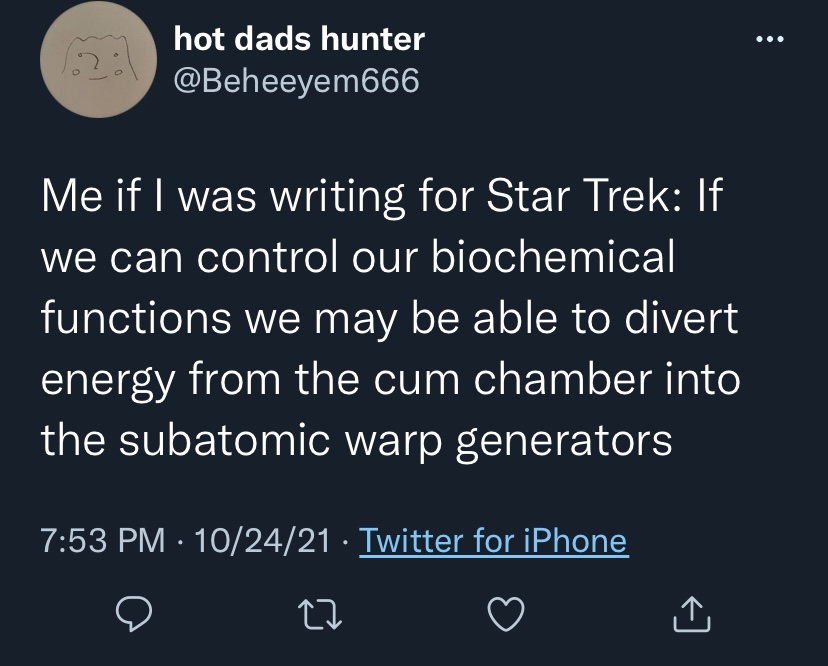 hot dads hunter
@Beheeyem666
Me if I was writing for Star Trek: If
we can control our biochemical
functions we may be able to divert
energy from the cum chamber into
the subatomic warp generators
7:53 PM · 10/24/21 · Twitter for iPhone